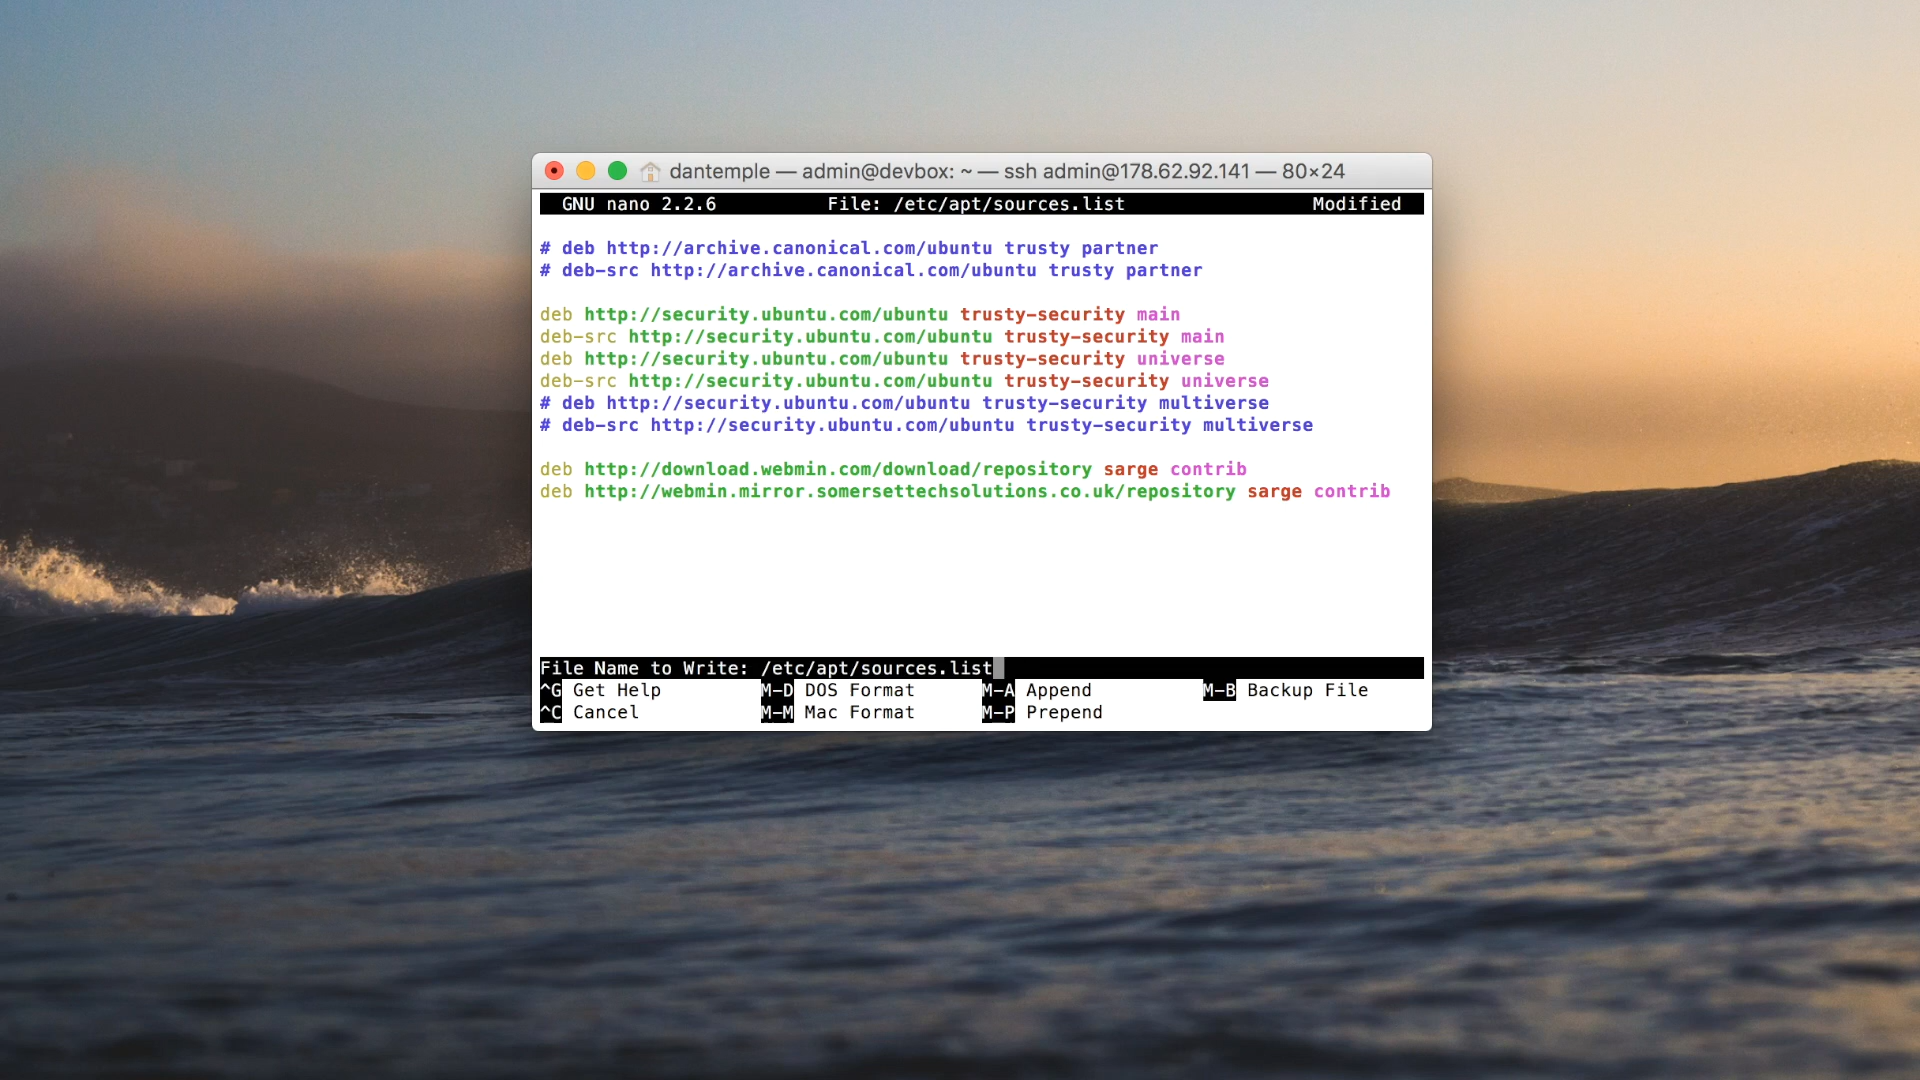 dantemple — admin@devbox: ~ — ssh admin@178.62.92.141 — 80×24
GNU nano 2.2.6 File: /etc/apt/sources.list Modified
# deb http://archive.canonical.com/ubuntu trusty partner
# deb-src http://archive.canonical.com/ubuntu trusty partner
deb http://security.ubuntu.com/ubuntu trusty-security main
deb-src http://security.ubuntu.com/ubuntu trusty-security main
deb http://security.ubuntu.com/ubuntu trusty-security universe
deb-src http://security.ubuntu.com/ubuntu trusty-security universe
# deb http://security.ubuntu.com/ubuntu trusty-security multiverse
# deb-src http://security.ubuntu.com/ubuntu trusty-security multiverse
deb http://download.webmin.com/download/repository sarge contrib
deb http://webmin.mirror.somersettechsolutions.co.uk/repository sarge contrib
File Name to Write: /etc/apt/sources.list
^G Get Help M-D DOS Format M-A Append M-B Backup File
^C Cancel M-M Mac Format M-P Prepend